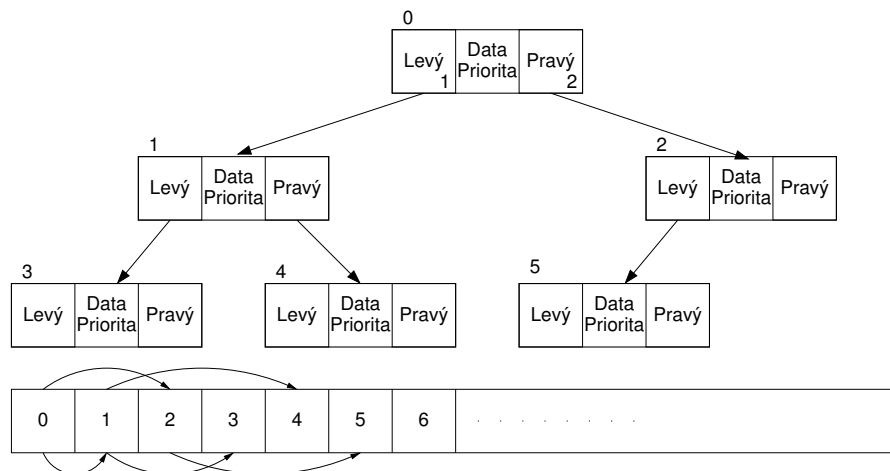 0
Levý Data Priorita Pravý
1 2
1
Levý Data Priorita Pravý
2
Levý Data Priorita Pravý
3
Levý Data Priorita Pravý
4
Levý Data Priorita Pravý
5
Levý Data Priorita Pravý
0 1 2 3 4 5 6 . . . . . . . .